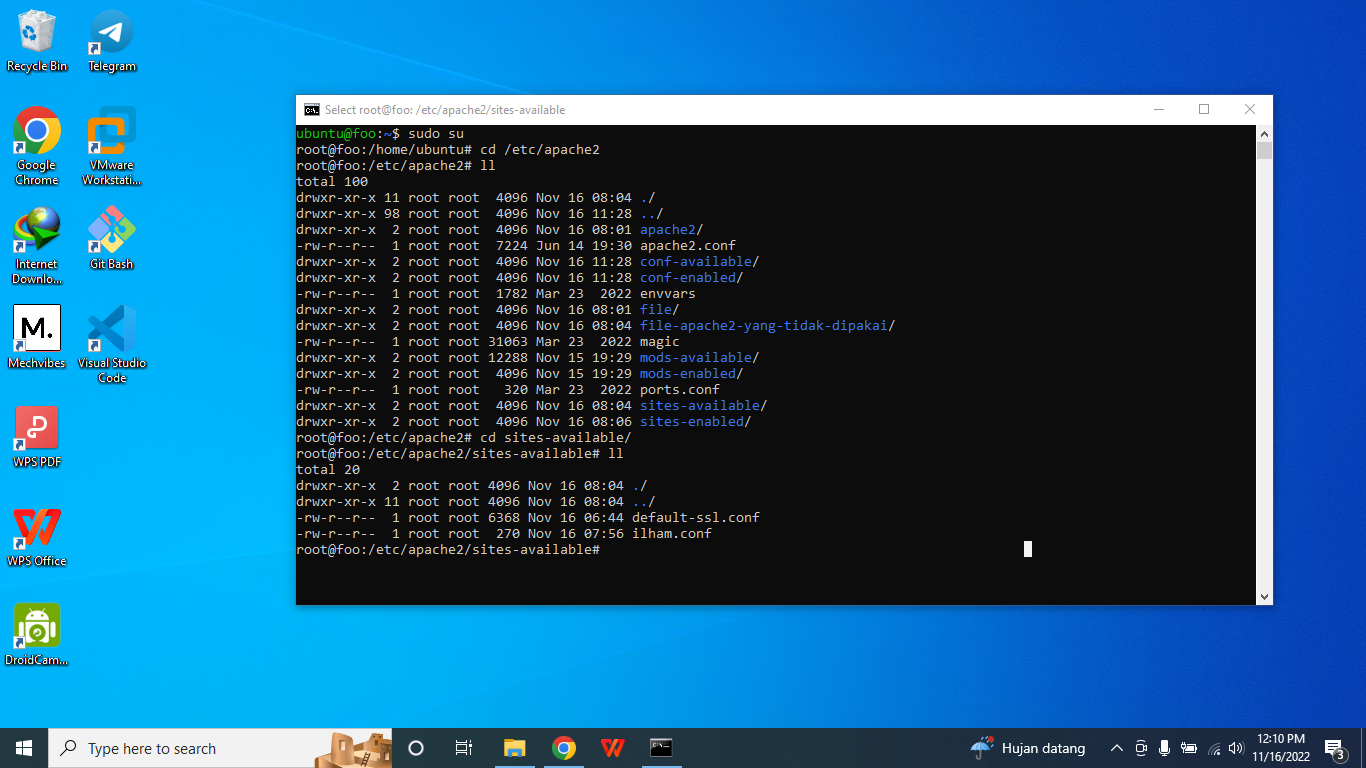 Recycle Bin
Telegram
Google
Chrome
VMware
Workstati...
Internet
Downlo...
Git Bash
M.
Mechvibes
Visual Studio
Code
WPS PDF
WPS Office
DroidCam...
Select root@foo: /etc/apache2/sites-available
ubuntu@foo:~$ sudo su
root@foo:/home/ubuntu# cd /etc/apache2
root@foo:/etc/apache2# ll
total 100
drwxr-xr-x 11 root root  4096 Nov 16 08:04 ./
drwxr-xr-x 98 root root  4096 Nov 16 11:28 ../
drwxr-xr-x  2 root root  4096 Nov 16 08:01 apache2/
-rw-r--r--  1 root root  7224 Jun 14 19:30 apache2.conf
drwxr-xr-x  2 root root  4096 Nov 16 11:28 conf-available/
drwxr-xr-x  2 root root  4096 Nov 16 11:28 conf-enabled/
-rw-r--r--  1 root root  1782 Mar 23  2022 envvars
drwxr-xr-x  2 root root  4096 Nov 16 08:01 file/
drwxr-xr-x  2 root root  4096 Nov 16 08:04 file-apache2-yang-tidak-dipakai/
-rw-r--r--  1 root root 31063 Mar 23  2022 magic
drwxr-xr-x  2 root root 12288 Nov 15 19:29 mods-available/
drwxr-xr-x  2 root root  4096 Nov 15 19:29 mods-enabled/
-rw-r--r--  1 root root   320 Mar 23  2022 ports.conf
drwxr-xr-x  2 root root  4096 Nov 16 08:04 sites-available/
drwxr-xr-x  2 root root  4096 Nov 16 08:06 sites-enabled/
root@foo:/etc/apache2# cd sites-available/
root@foo:/etc/apache2/sites-available# ll
total 20
drwxr-xr-x  2 root root 4096 Nov 16 08:04 ./
drwxr-xr-x 11 root root 4096 Nov 16 08:04 ../
-rw-r--r--  1 root root 6368 Nov 16 06:44 default-ssl.conf
-rw-r--r--  1 root root  270 Nov 16 07:56 ilham.conf
root@foo:/etc/apache2/sites-available#
Type here to search
Hujan datang
12:10 PM
11/16/2022
3